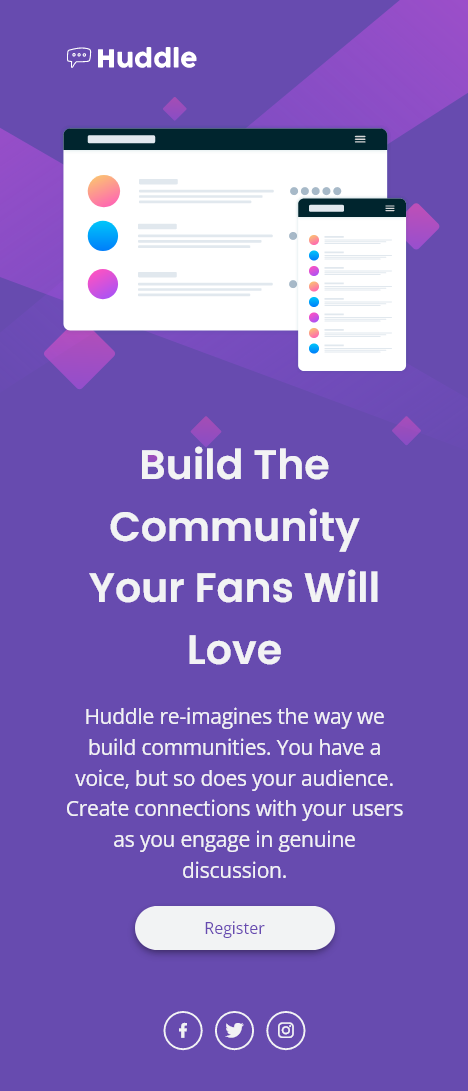 Huddle
Build The
Community
Your Fans Will
Love
Huddle re-imagines the way we
build communities. You have a
voice, but so does your audience.
Create connections with your users
as you engage in genuine
discussion.
Register